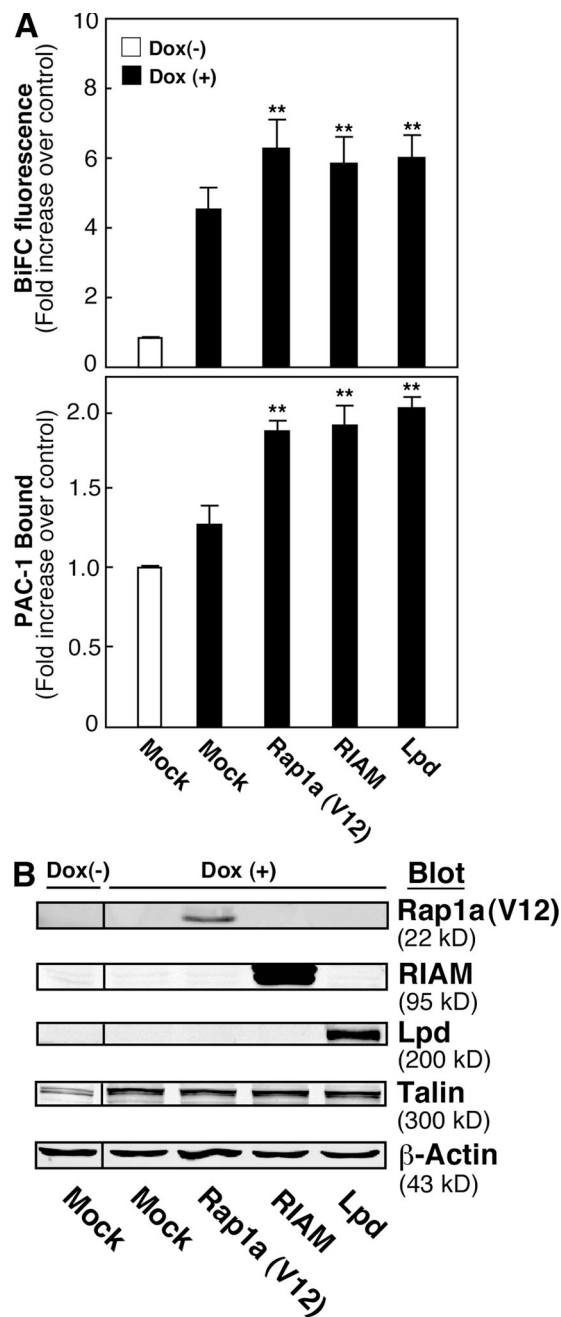 A
Dox(-)
Dox (+)
BiFC fluorescence
(Fold increase over control)
10
8
6
4
2
0
** ** **
PAC-1 Bound
(Fold increase over control)
2.0
1.5
1.0
0.5
0
** ** **
Mock Mock Rap1a (V12) RIAM Lpd
B Dox(-) Dox (+) Blot
Rap1a (V12)
(22 kD)
RIAM
(95 kD)
Lpd
(200 kD)
Talin
(300 kD)
β-Actin
(43 kD)
Mock Mock Rap1a (V12) RIAM Lpd